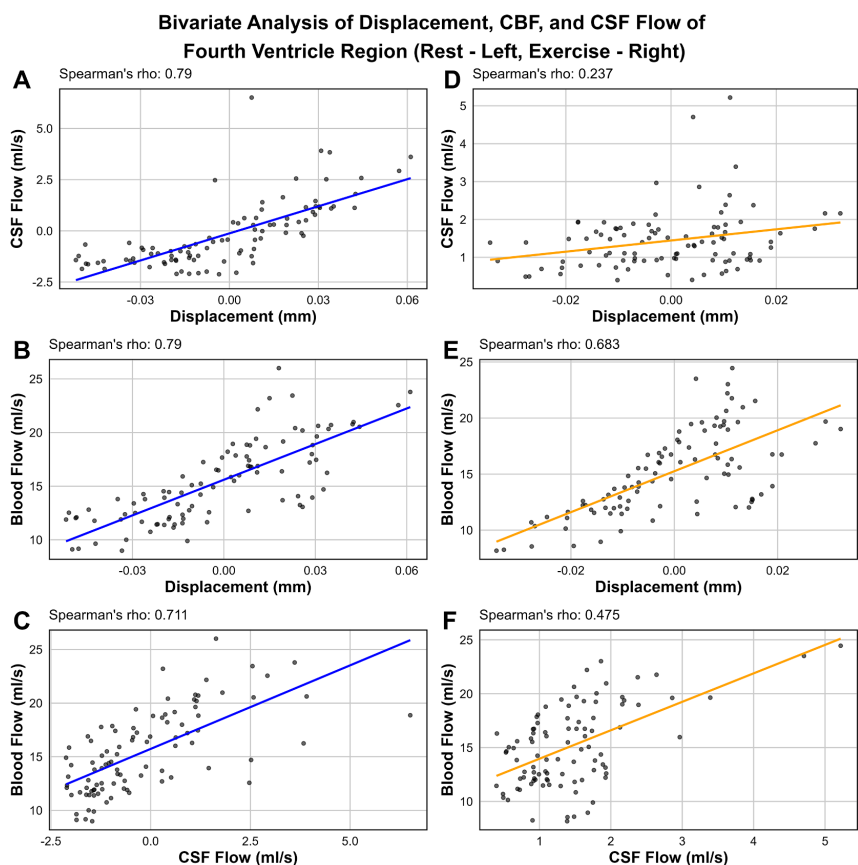 Bivariate Analysis of Displacement, CBF, and CSF Flow of
Fourth Ventricle Region (Rest - Left, Exercise - Right)
A
Spearman's rho: 0.79
CSF Flow (ml/s)
5.0
2.5
0.0
-2.5
-0.03 0.00 0.03 0.06
Displacement (mm)
D
Spearman's rho: 0.237
CSF Flow (ml/s)
5
4
3
2
1
-0.02 0.00 0.02
Displacement (mm)
B
Spearman's rho: 0.79
Blood Flow (ml/s)
25
20
15
10
-0.03 0.00 0.03 0.06
Displacement (mm)
E
Spearman's rho: 0.683
Blood Flow (ml/s)
25
20
15
10
-0.02 0.00 0.02
Displacement (mm)
C
Spearman's rho: 0.711
Blood Flow (ml/s)
25
20
15
10
-2.5 0.0 2.5 5.0
CSF Flow (ml/s)
F
Spearman's rho: 0.475
Blood Flow (ml/s)
25
20
15
10
1 2 3 4 5
CSF Flow (ml/s)